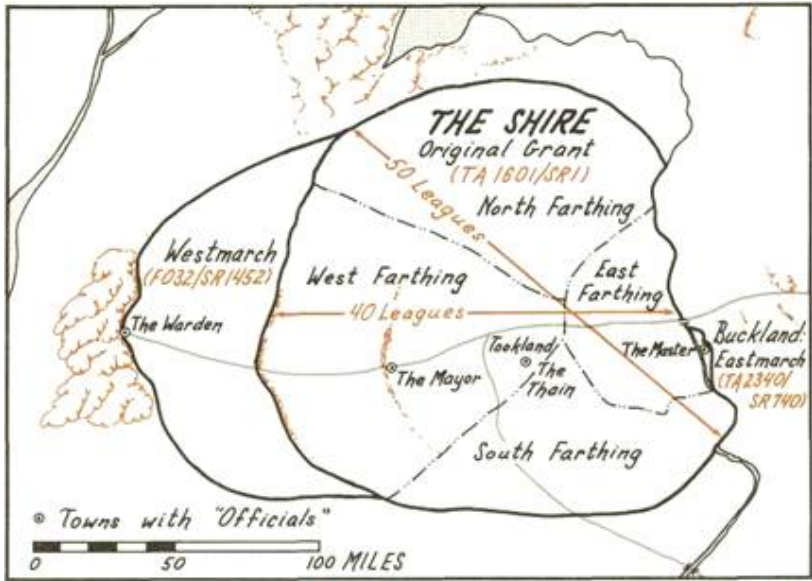 THE SHIRE
Original Grant
(TA 1601/SR1)
50 Leagues
North Farthing
Westmarch
(FO32/SR1452)
West Farthing
East
Farthing
40 Leagues
The Warden
Buckland:
Eastmarch
(TA2340/
SR740)
The Master
Tookland
The
Thain
The Mayor
South Farthing
Towns with "Officials"
0 50 100 MILES